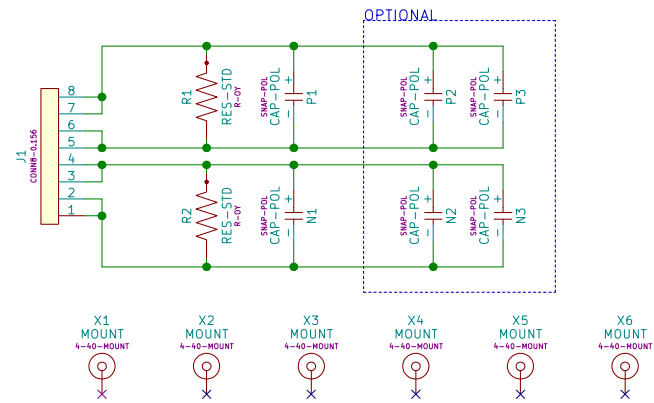 OPTIONAL
J1
CONN8-0.156
8
7
6
5
4
3
2
1
R1
RES-STD
R-OY
SNAP-POL
CAP-POL
+
-
P1
SNAP-POL
CAP-POL
+
-
P2
SNAP-POL
CAP-POL
+
-
P3
R2
RES-STD
R-OY
SNAP-POL
CAP-POL
+
-
N1
SNAP-POL
CAP-POL
+
-
N2
SNAP-POL
CAP-POL
+
-
N3
X1
MOUNT
4-40-MOUNT
X2
MOUNT
4-40-MOUNT
X3
MOUNT
4-40-MOUNT
X4
MOUNT
4-40-MOUNT
X5
MOUNT
4-40-MOUNT
X6
MOUNT
4-40-MOUNT